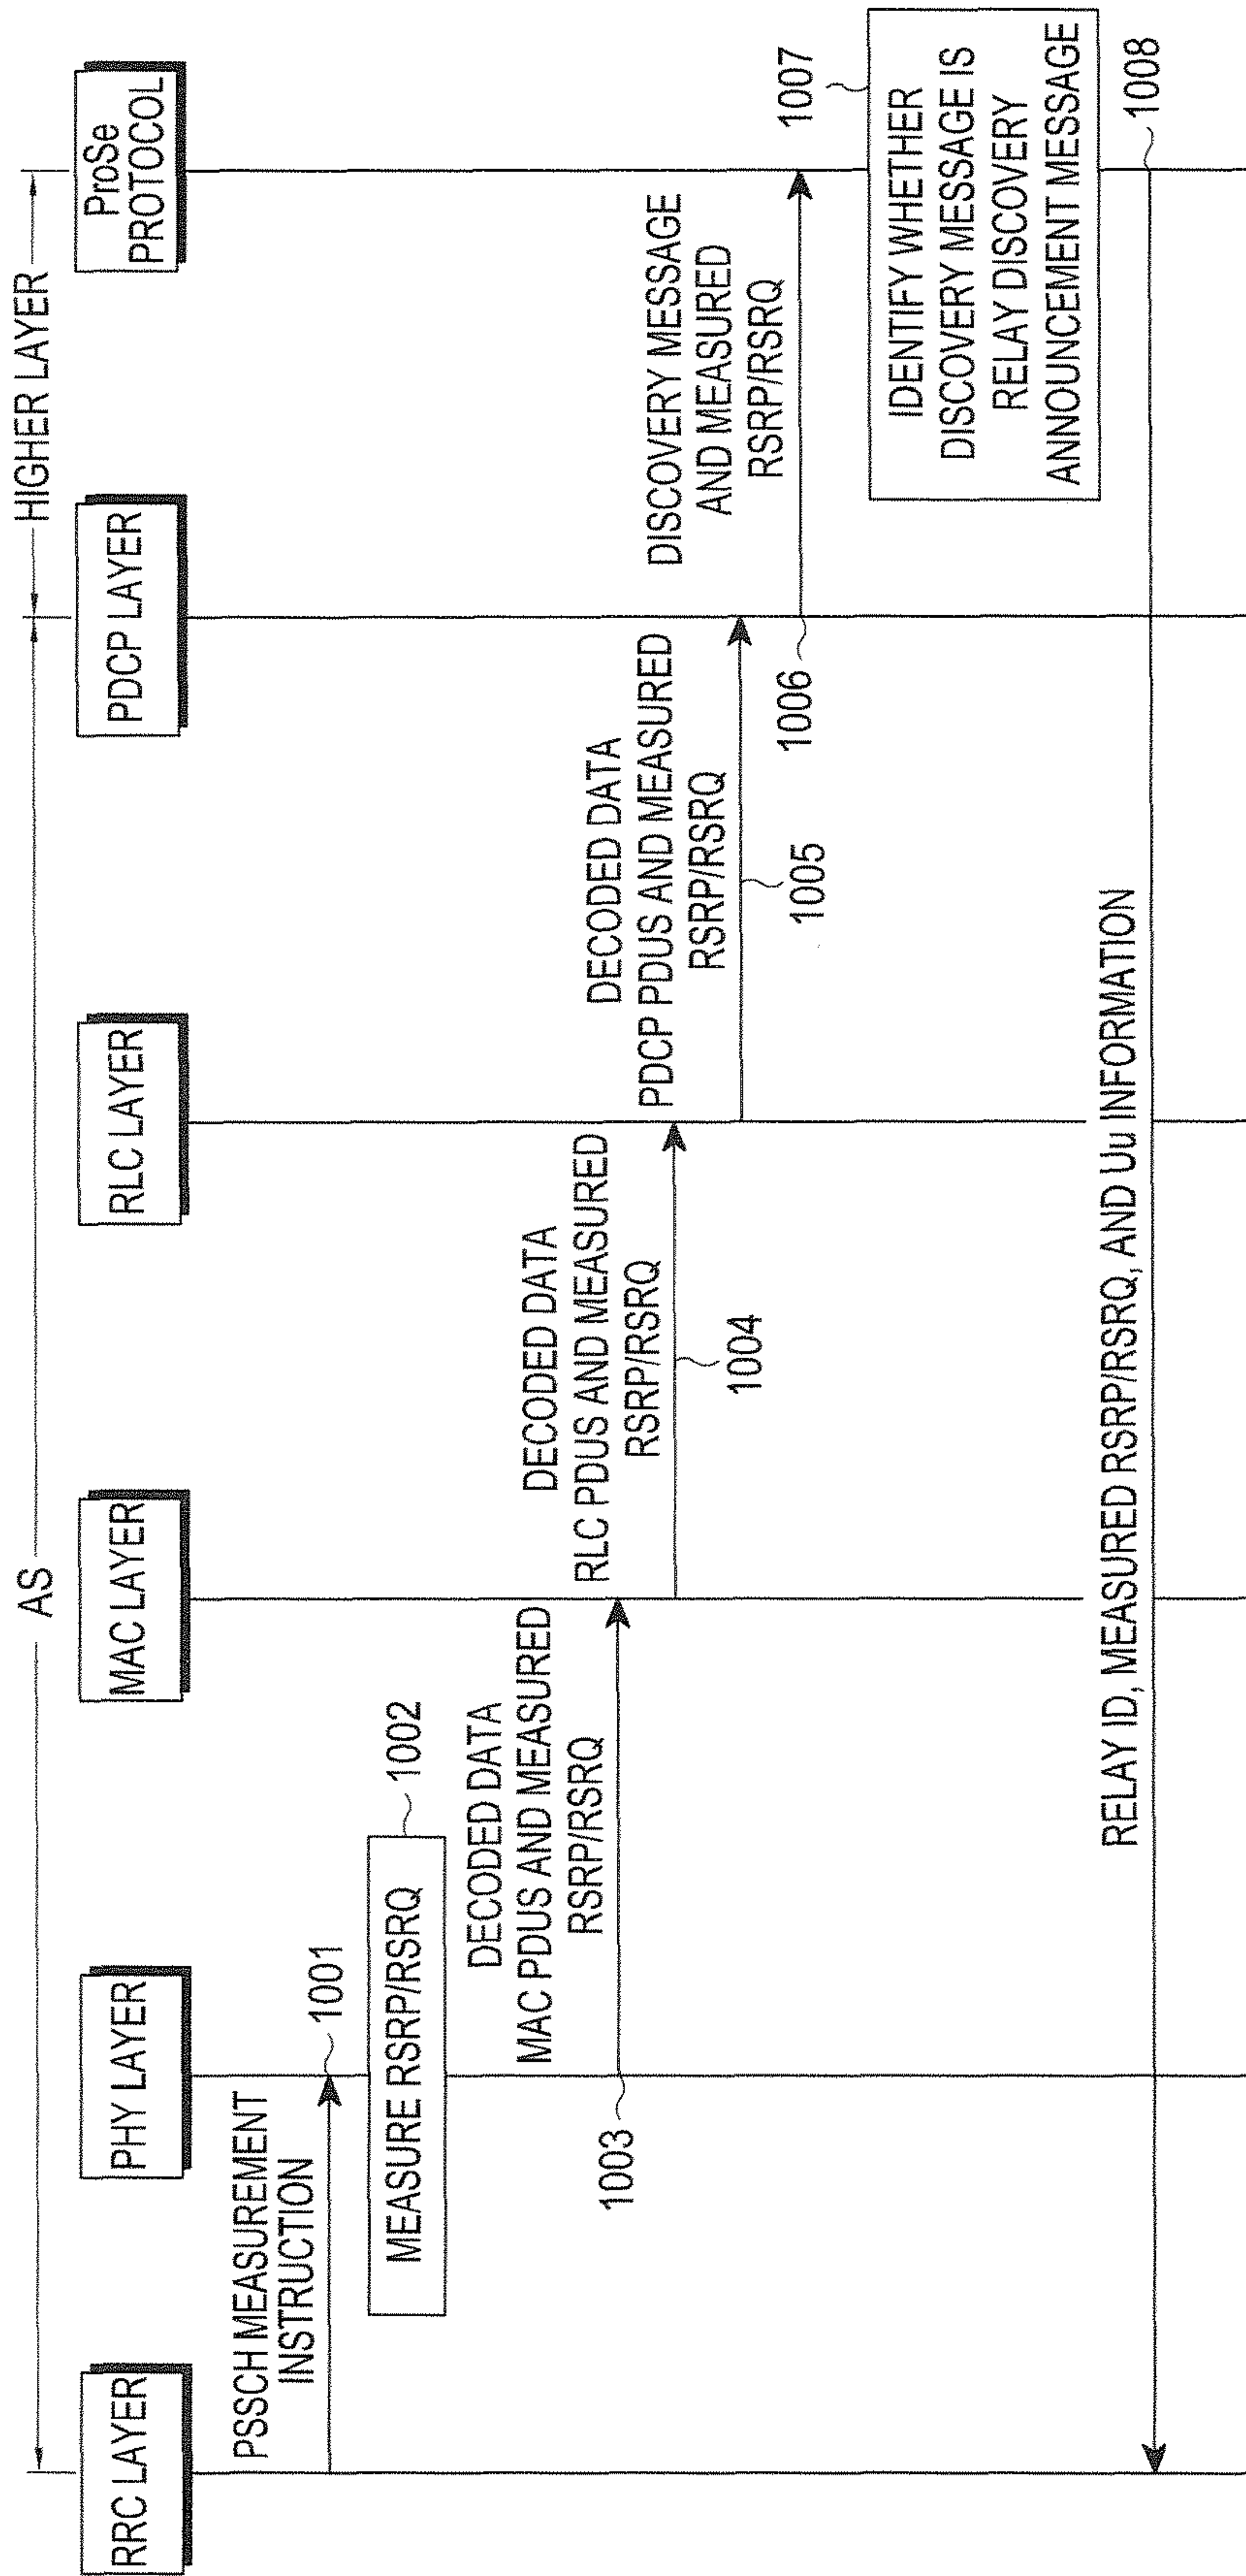 AS
HIGHER LAYER
RRC LAYER
PHY LAYER
MAC LAYER
RLC LAYER
PDCP LAYER
ProSe
PROTOCOL
PSSCH MEASUREMENT
INSTRUCTION
1001
MEASURE RSRP/RSRQ
1002
DECODED DATA
MAC PDUS AND MEASURED
RSRP/RSRQ
1003
DECODED DATA
RLC PDUS AND MEASURED
RSRP/RSRQ
1004
DECODED DATA
PDCP PDUS AND MEASURED
RSRP/RSRQ
1005
DISCOVERY MESSAGE
AND MEASURED
RSRP/RSRQ
1006
1007
IDENTIFY WHETHER
DISCOVERY MESSAGE IS
RELAY DISCOVERY
ANNOUNCEMENT MESSAGE
RELAY ID, MEASURED RSRP/RSRQ, AND Uu INFORMATION
1008